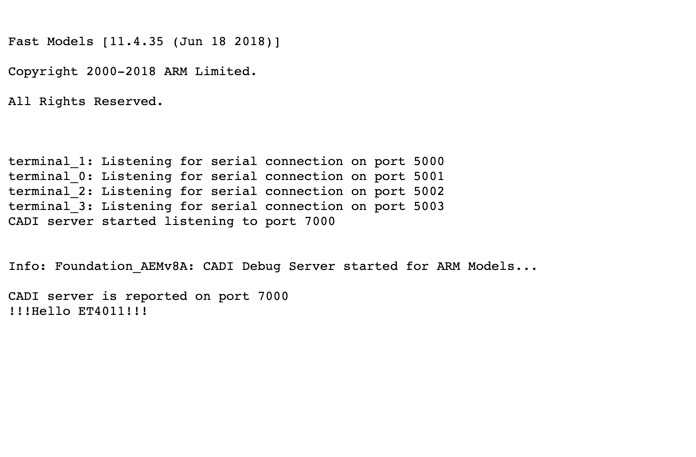 Fast Models [11.4.35 (Jun 18 2018)]
Copyright 2000-2018 ARM Limited.
All Rights Reserved.
terminal_1: Listening for serial connection on port 5000
terminal_0: Listening for serial connection on port 5001
terminal_2: Listening for serial connection on port 5002
terminal_3: Listening for serial connection on port 5003
CADI server started listening to port 7000
Info: Foundation_AEMv8A: CADI Debug Server started for ARM Models...
CADI server is reported on port 7000
!!!Hello ET4011!!!